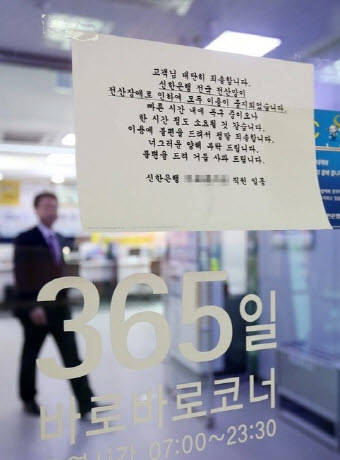 고객님 대단히 죄송합니다.
신한은행 전국 전산망이
전산장애로 인하여 모두 이용이 중지되었습니다.
빠른 시간 내에 복구 중이오나
한 시간 정도 소요될 것 같습니다.
이용에 불편을 드려서 정말 죄송합니다.
너그러운 양해 부탁 드립니다.
불편을 드려 거듭 사과 드립니다.
신한은행 직원 일동
365일
바로바로코너
시간 07:00~23:30